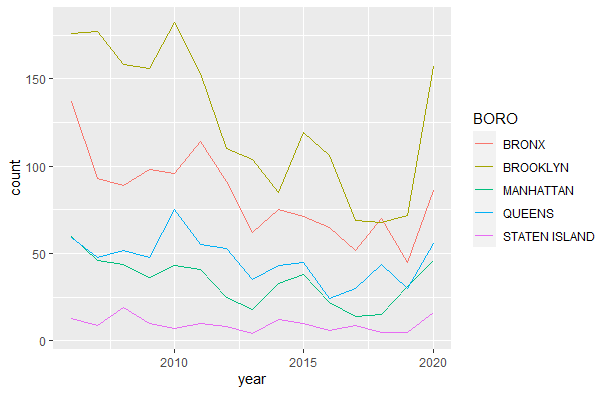 150
100
50
0
count
2010
2015
2020
year
BORO
BRONX
BROOKLYN
MANHATTAN
QUEENS
STATEN ISLAND